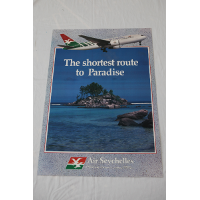 The shortest route
to Paradise
Air Seychelles